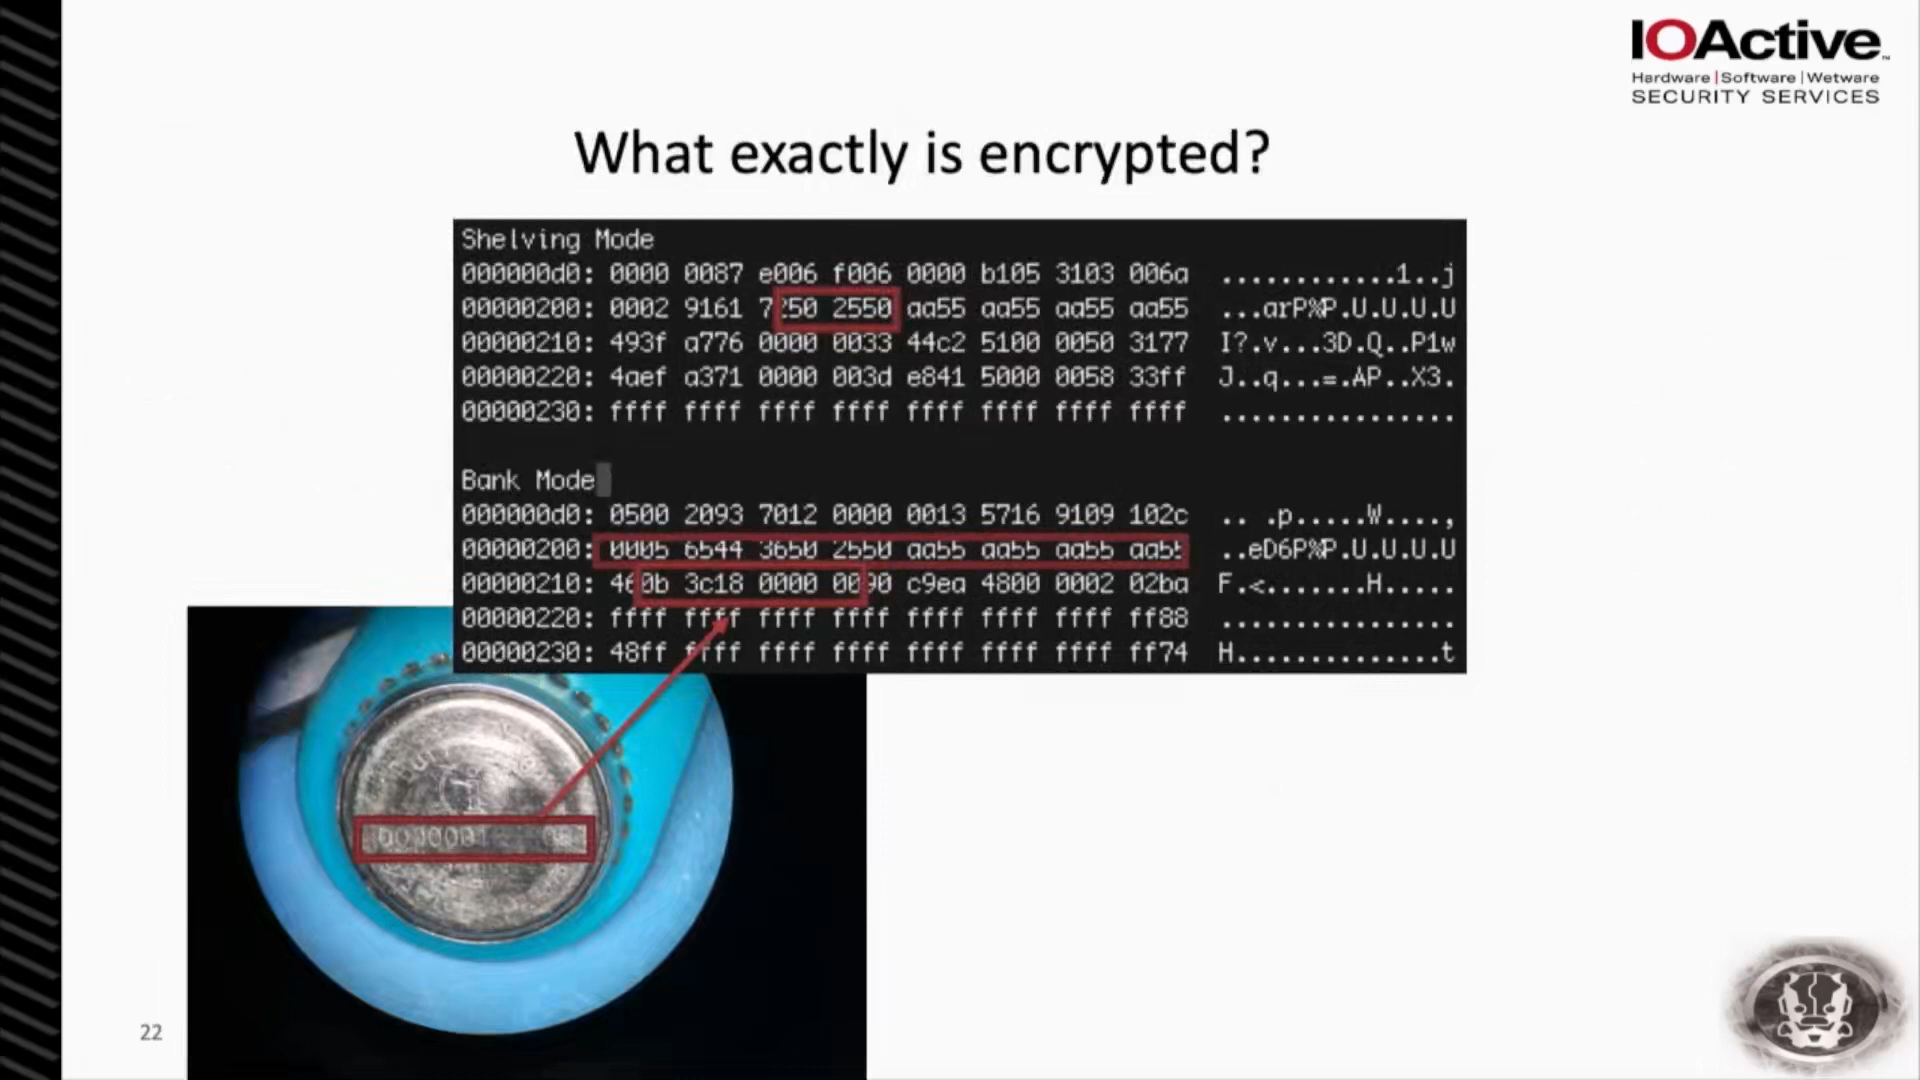 IOActive™
Hardware | Software | Wetware
SECURITY SERVICES
What exactly is encrypted?
Shelving Mode
000000d0: 0000 0087 e006 f006 0000 b105 3103 006a ............1..j
00000200: 0002 9161 7250 2550 aa55 aa55 aa55 aa55 ...arP%P.U.U.U.U
00000210: 493f a776 0000 0033 44c2 5100 0050 3177 I?.v...3D.Q..P1w
00000220: 4aef a371 0000 003d e841 5000 0058 33ff J..q...=.AP..X3.
00000230: ffff ffff ffff ffff ffff ffff ffff ffff ................
Bank Mode
000000d0: 0500 2093 7012 0000 0013 5716 9109 102c .. .p.....W....,
00000200: 0005 6544 3650 2550 aa55 aa55 aa55 aa55 ..eD6P%P.U.U.U.U
00000210: 460b 3c18 0000 0090 c9ea 4800 0002 02ba F.<.......H.....
00000220: ffff ffff ffff ffff ffff ffff ffff ff88 ................
00000230: 48ff ffff ffff ffff ffff ffff ffff ff74 H..............t
22